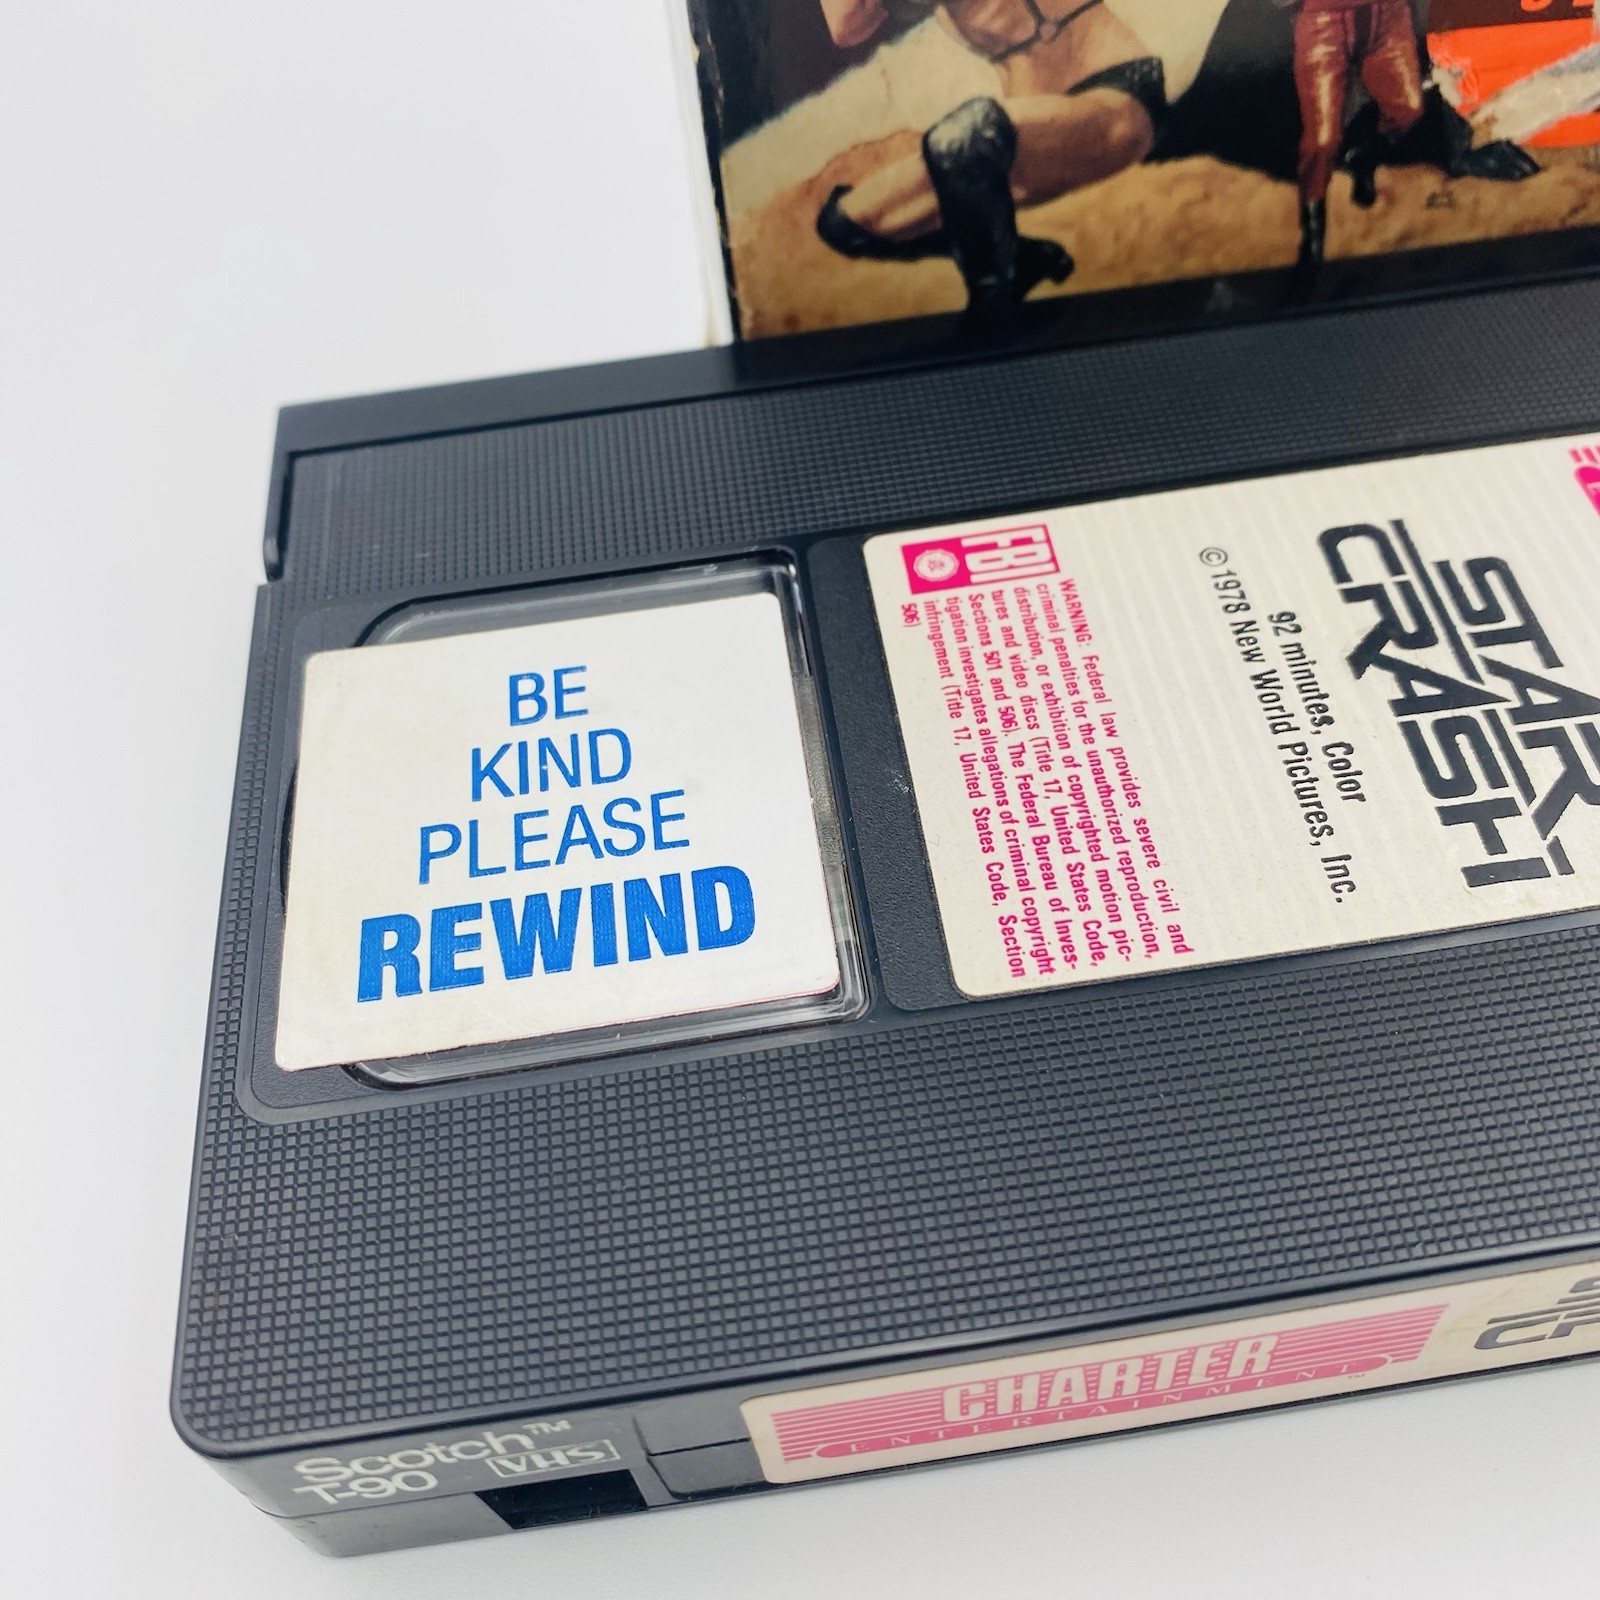 BE
KIND
PLEASE
REWIND
FBI
WARNING: Federal law provides severe civil and
criminal penalties for the unauthorized reproduction,
distribution, or exhibition of copyrighted motion pic-
tures and video discs (Title 17, United States Code,
Sections 501 and 506). The Federal Bureau of Inves-
tigation investigates allegations of criminal copyright
infringement (Title 17, United States Code, Section
506)
STAR
CRASH
92 minutes, Color
©1978 New World Pictures, Inc.
CHARTER
ENTERTAINMENT™
Scotch™
T-90
VHS